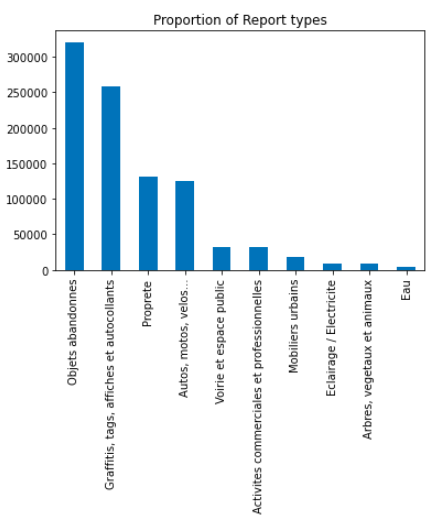 Proportion of Report types
300000
250000
200000
150000
100000
50000
0
Objets abandonnes
Graffitis, tags, affiches et autocollants
Proprete
Autos, motos, velos...
Voirie et espace public
Activites commerciales et professionnelles
Mobiliers urbains
Eclairage / Electricite
Arbres, vegetaux et animaux
Eau